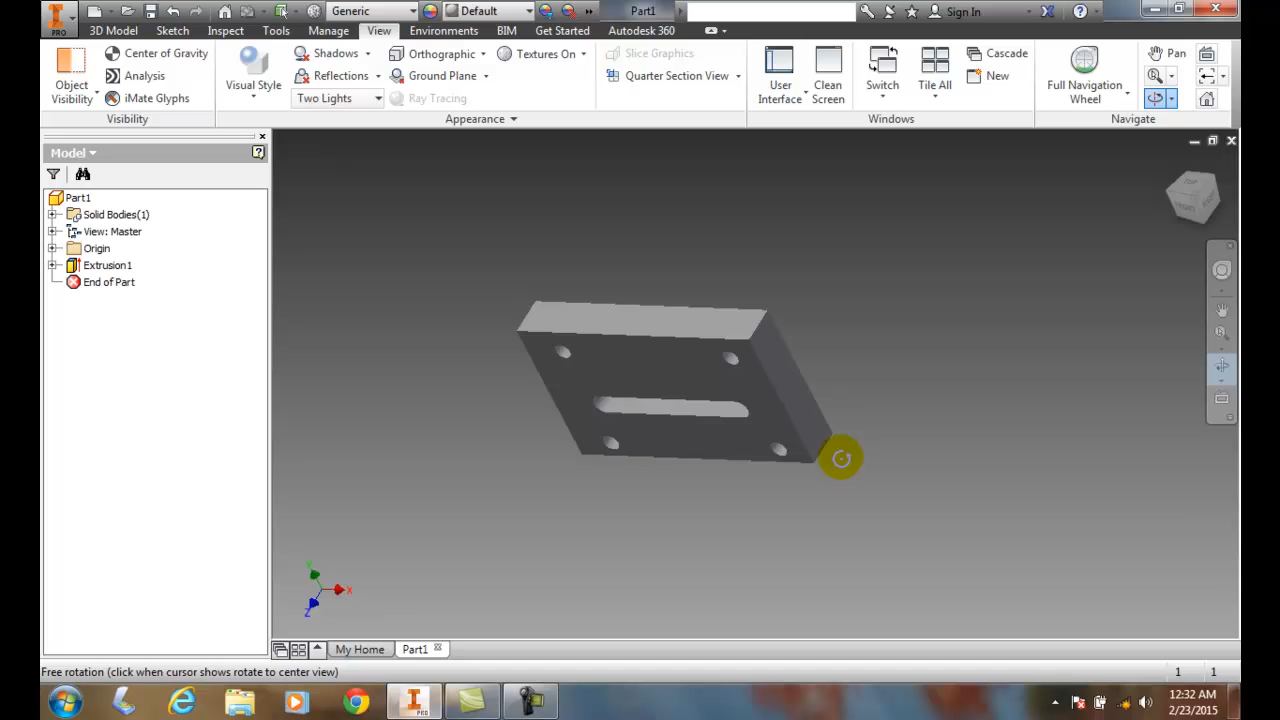 PRO
Generic
Default
Part1
Sign In
3D Model
Sketch
Inspect
Tools
Manage
View
Environments
BIM
Get Started
Autodesk 360
Object
Visibility
Center of Gravity
Analysis
iMate Glyphs
Visibility
Visual Style
Shadows
Reflections
Two Lights
Orthographic
Ground Plane
Ray Tracing
Textures On
Appearance
Slice Graphics
Quarter Section View
User
Interface
Clean
Screen
Switch
Tile All
Cascade
New
Windows
Full Navigation
Wheel
Pan
Navigate
Model
Part1
Solid Bodies(1)
View: Master
Origin
Extrusion1
End of Part
TOP
FRONT
Y
X
Z
My Home
Part1
Free rotation (click when cursor shows rotate to center view)
1
1
PRO
12:32 AM
2/23/2015